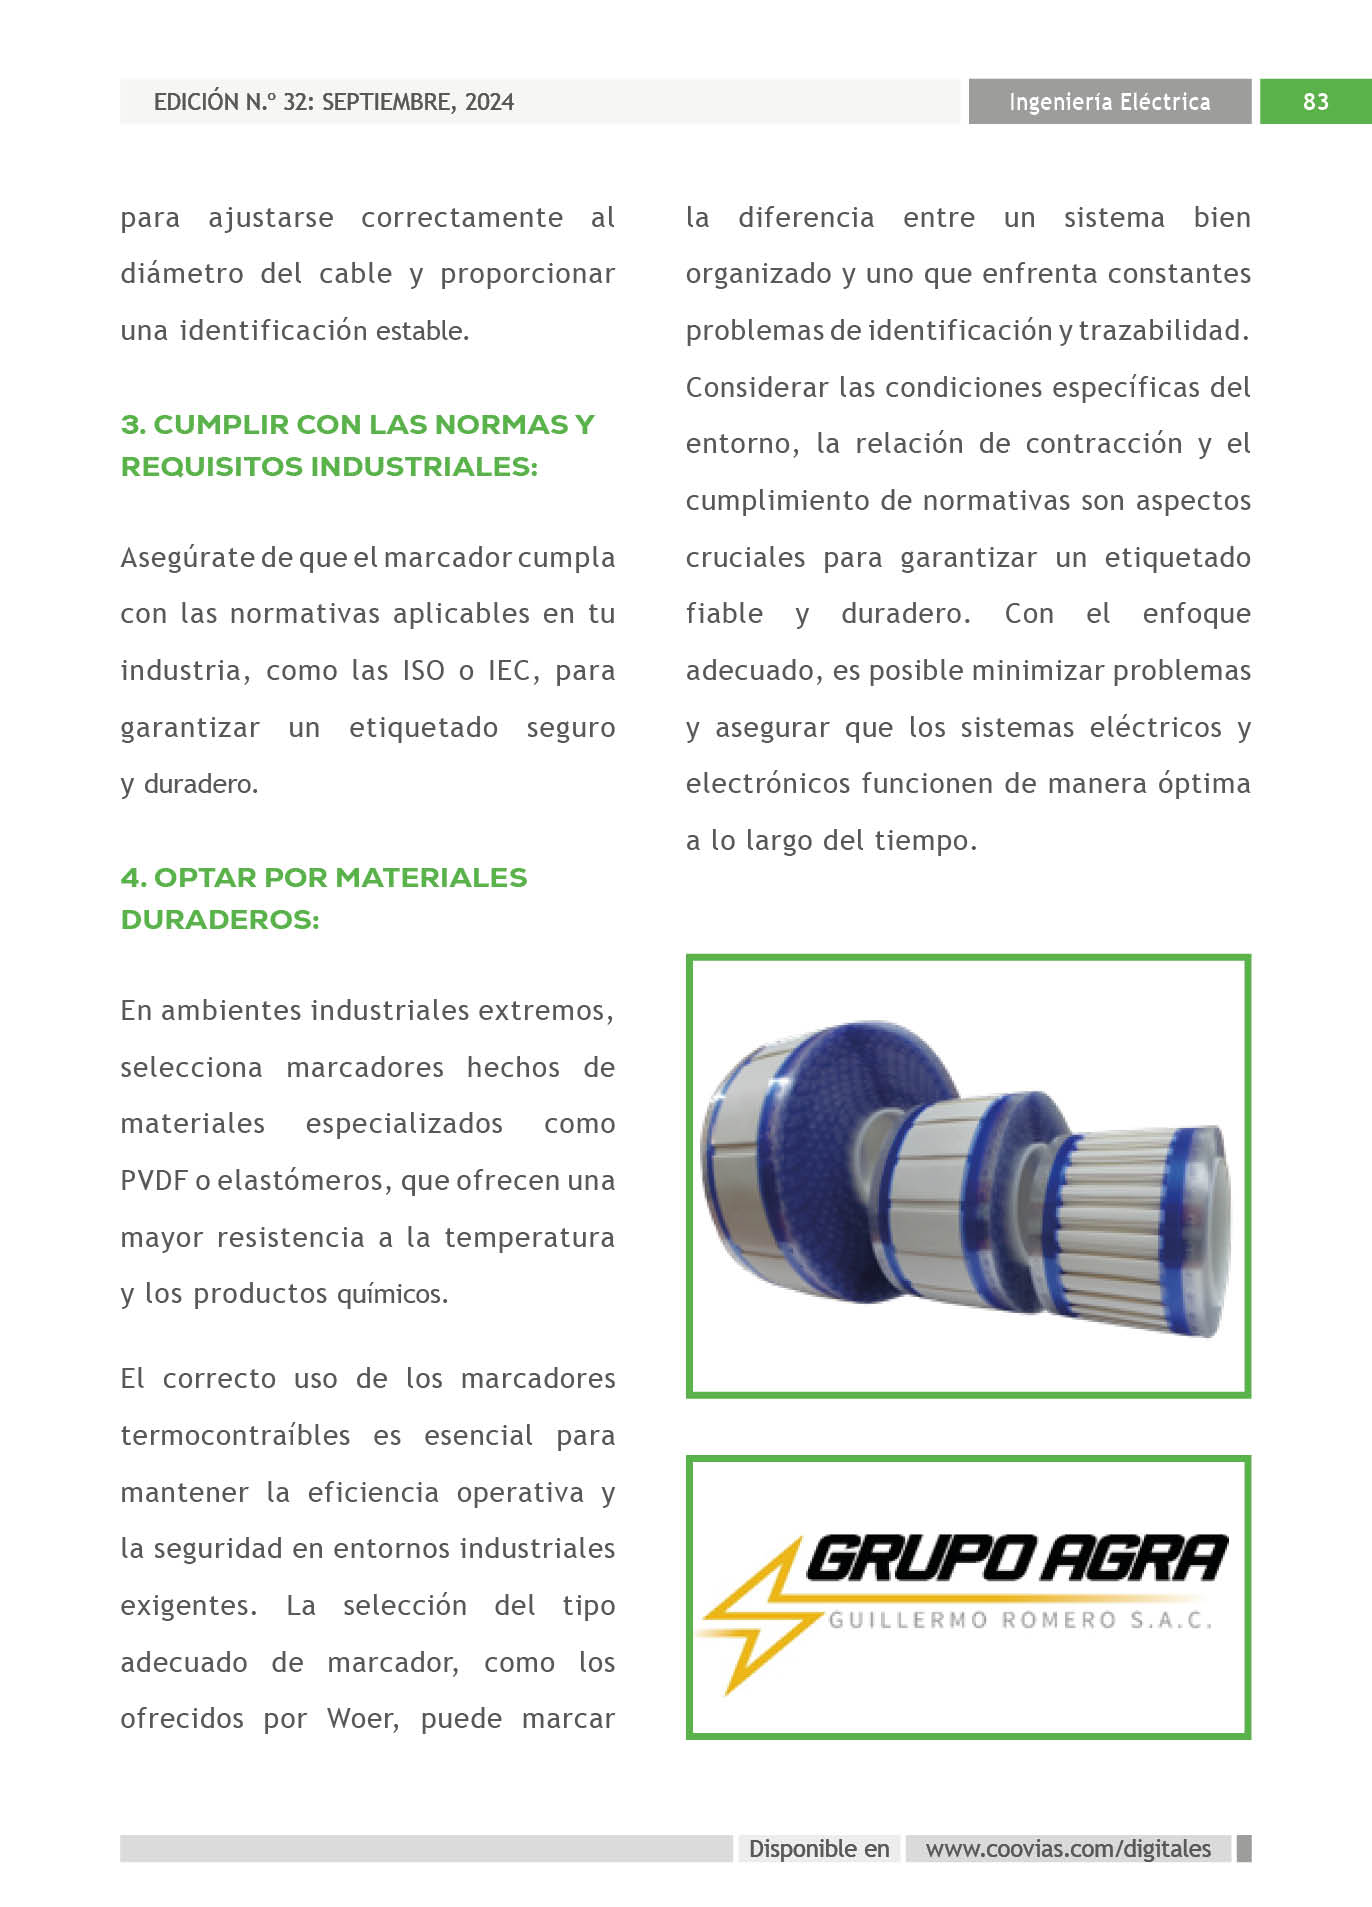 EDICIÓN N.º 32: SEPTIEMBRE, 2024
Ingeniería Eléctrica
83
para ajustarse correctamente al
diámetro del cable y proporcionar
una identificación estable.
3. CUMPLIR CON LAS NORMAS Y
REQUISITOS INDUSTRIALES:
Asegúrate de que el marcador cumpla
con las normativas aplicables en tu
industria, como las ISO o IEC, para
garantizar un etiquetado seguro
y duradero.
4. OPTAR POR MATERIALES
DURADEROS:
En ambientes industriales extremos,
selecciona marcadores hechos de
materiales especializados como
PVDF o elastómeros, que ofrecen una
mayor resistencia a la temperatura
y los productos químicos.
El correcto uso de los marcadores
termocontraíbles es esencial para
mantener la eficiencia operativa y
la seguridad en entornos industriales
exigentes. La selección del tipo
adecuado de marcador, como los
ofrecidos por Woer, puede marcar
la diferencia entre un sistema bien
organizado y uno que enfrenta constantes
problemas de identificación y trazabilidad.
Considerar las condiciones específicas del
entorno, la relación de contracción y el
cumplimiento de normativas son aspectos
cruciales para garantizar un etiquetado
fiable y duradero. Con el enfoque
adecuado, es posible minimizar problemas
y asegurar que los sistemas eléctricos y
electrónicos funcionen de manera óptima
a lo largo del tiempo.
GRUPO AGRA
GUILLERMO ROMERO S.A.C.
Disponible en
www.coovias.com/digitales